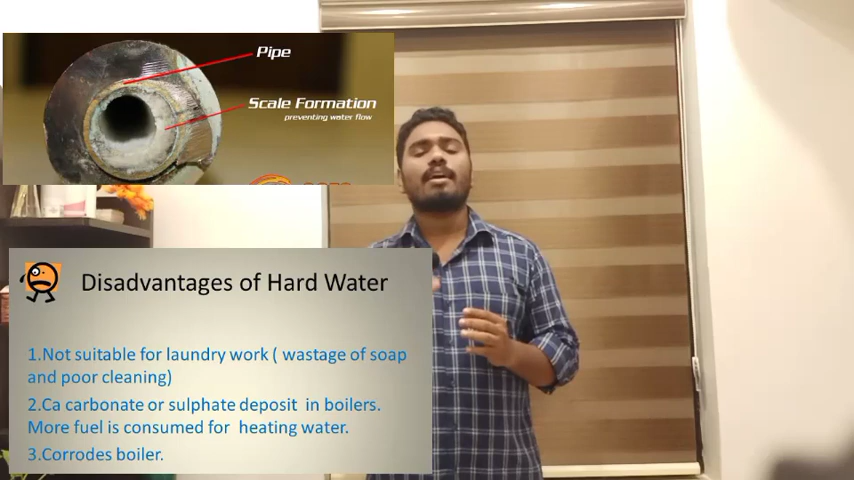 Pipe
Scale Formation
preventing water flow
Disadvantages of Hard Water
1.Not suitable for laundry work ( wastage of soap
and poor cleaning)
2.Ca carbonate or sulphate deposit in boilers.
More fuel is consumed for heating water.
3.Corrodes boiler.